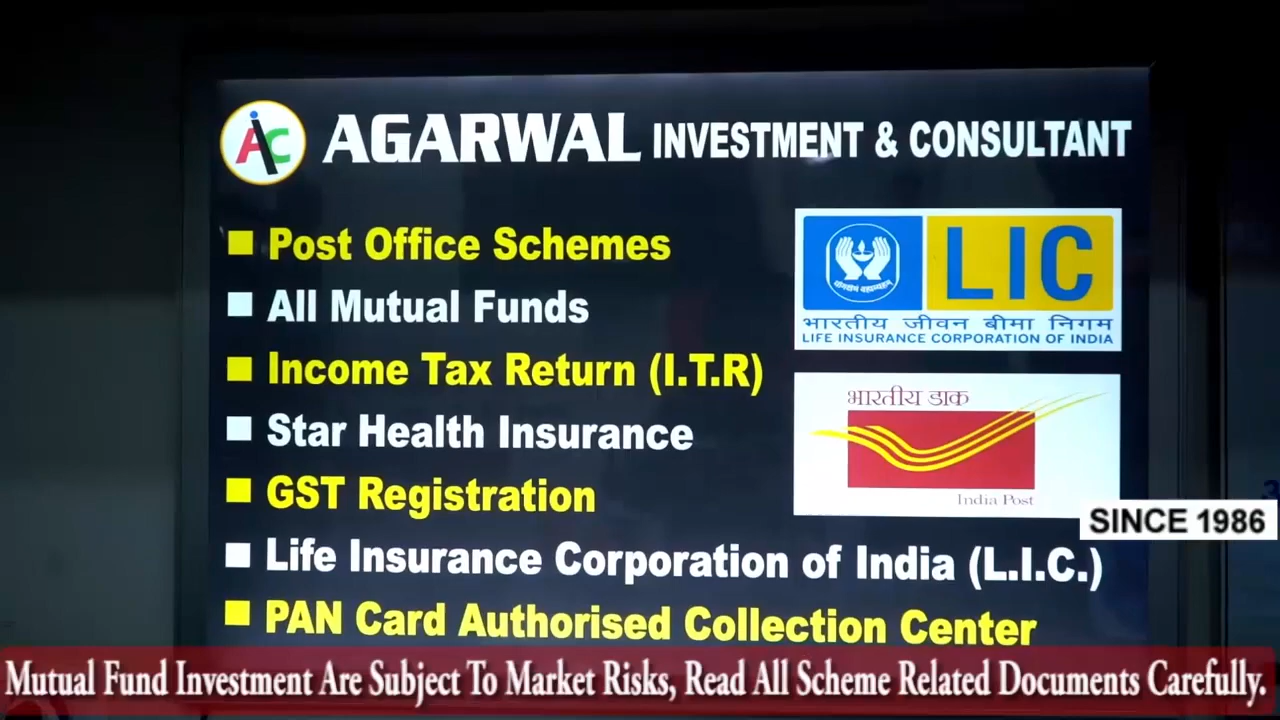 AiC AGARWAL INVESTMENT & CONSULTANT
Post Office Schemes
All Mutual Funds
Income Tax Return (I.T.R)
Star Health Insurance
GST Registration
Life Insurance Corporation of India (L.I.C.)
PAN Card Authorised Collection Center
LIC
भारतीय जीवन बीमा निगम
LIFE INSURANCE CORPORATION OF INDIA
भारतीय डाक
India Post
SINCE 1986
Mutual Fund Investment Are Subject To Market Risks, Read All Scheme Related Documents Carefully.